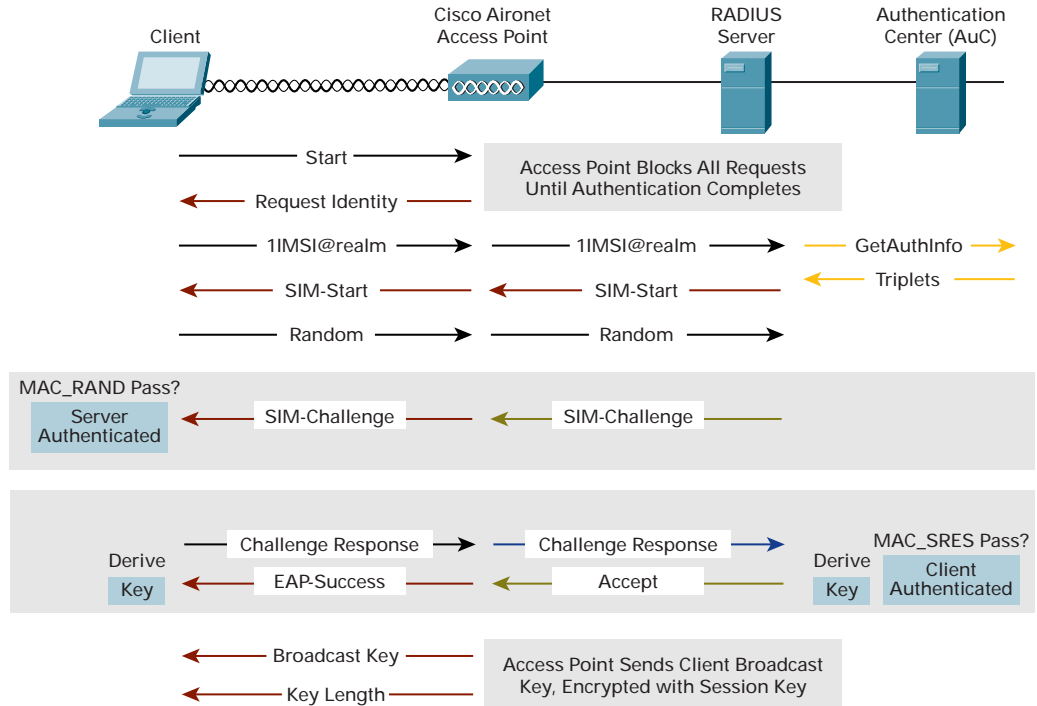 Client
Cisco Aironet
Access Point
RADIUS
Server
Authentication
Center (AuC)
Start
Access Point Blocks All Requests
Until Authentication Completes
Request Identity
1IMSI@realm
1IMSI@realm
GetAuthInfo
SIM-Start
SIM-Start
Triplets
Random
Random
MAC_RAND Pass?
Server
Authenticated
SIM-Challenge
SIM-Challenge
Challenge Response
Challenge Response
MAC_SRES Pass?
Derive
Key
EAP-Success
Accept
Derive
Key
Client
Authenticated
Broadcast Key
Key Length
Access Point Sends Client Broadcast
Key, Encrypted with Session Key